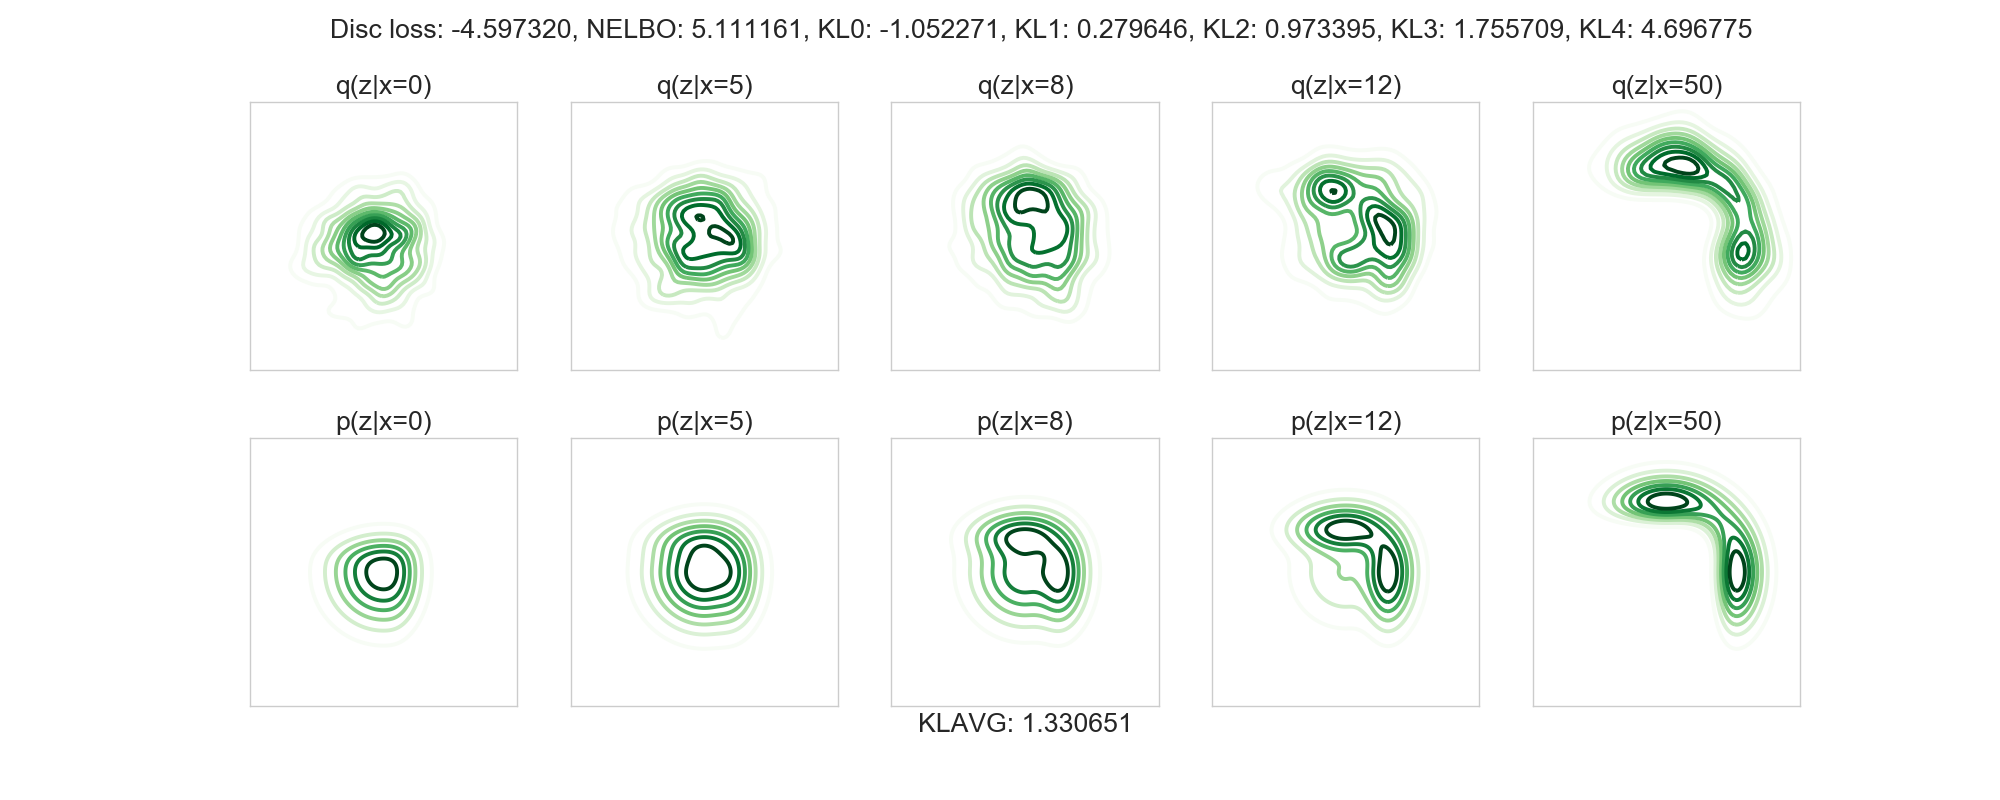 Disc loss: -4.597320, NELBO: 5.111161, KL0: -1.052271, KL1: 0.279646, KL2: 0.973395, KL3: 1.755709, KL4: 4.696775
q(z|x=0) q(z|x=5) q(z|x=8) q(z|x=12) q(z|x=50)
p(z|x=0) p(z|x=5) p(z|x=8) p(z|x=12) p(z|x=50)
KLAVG: 1.330651